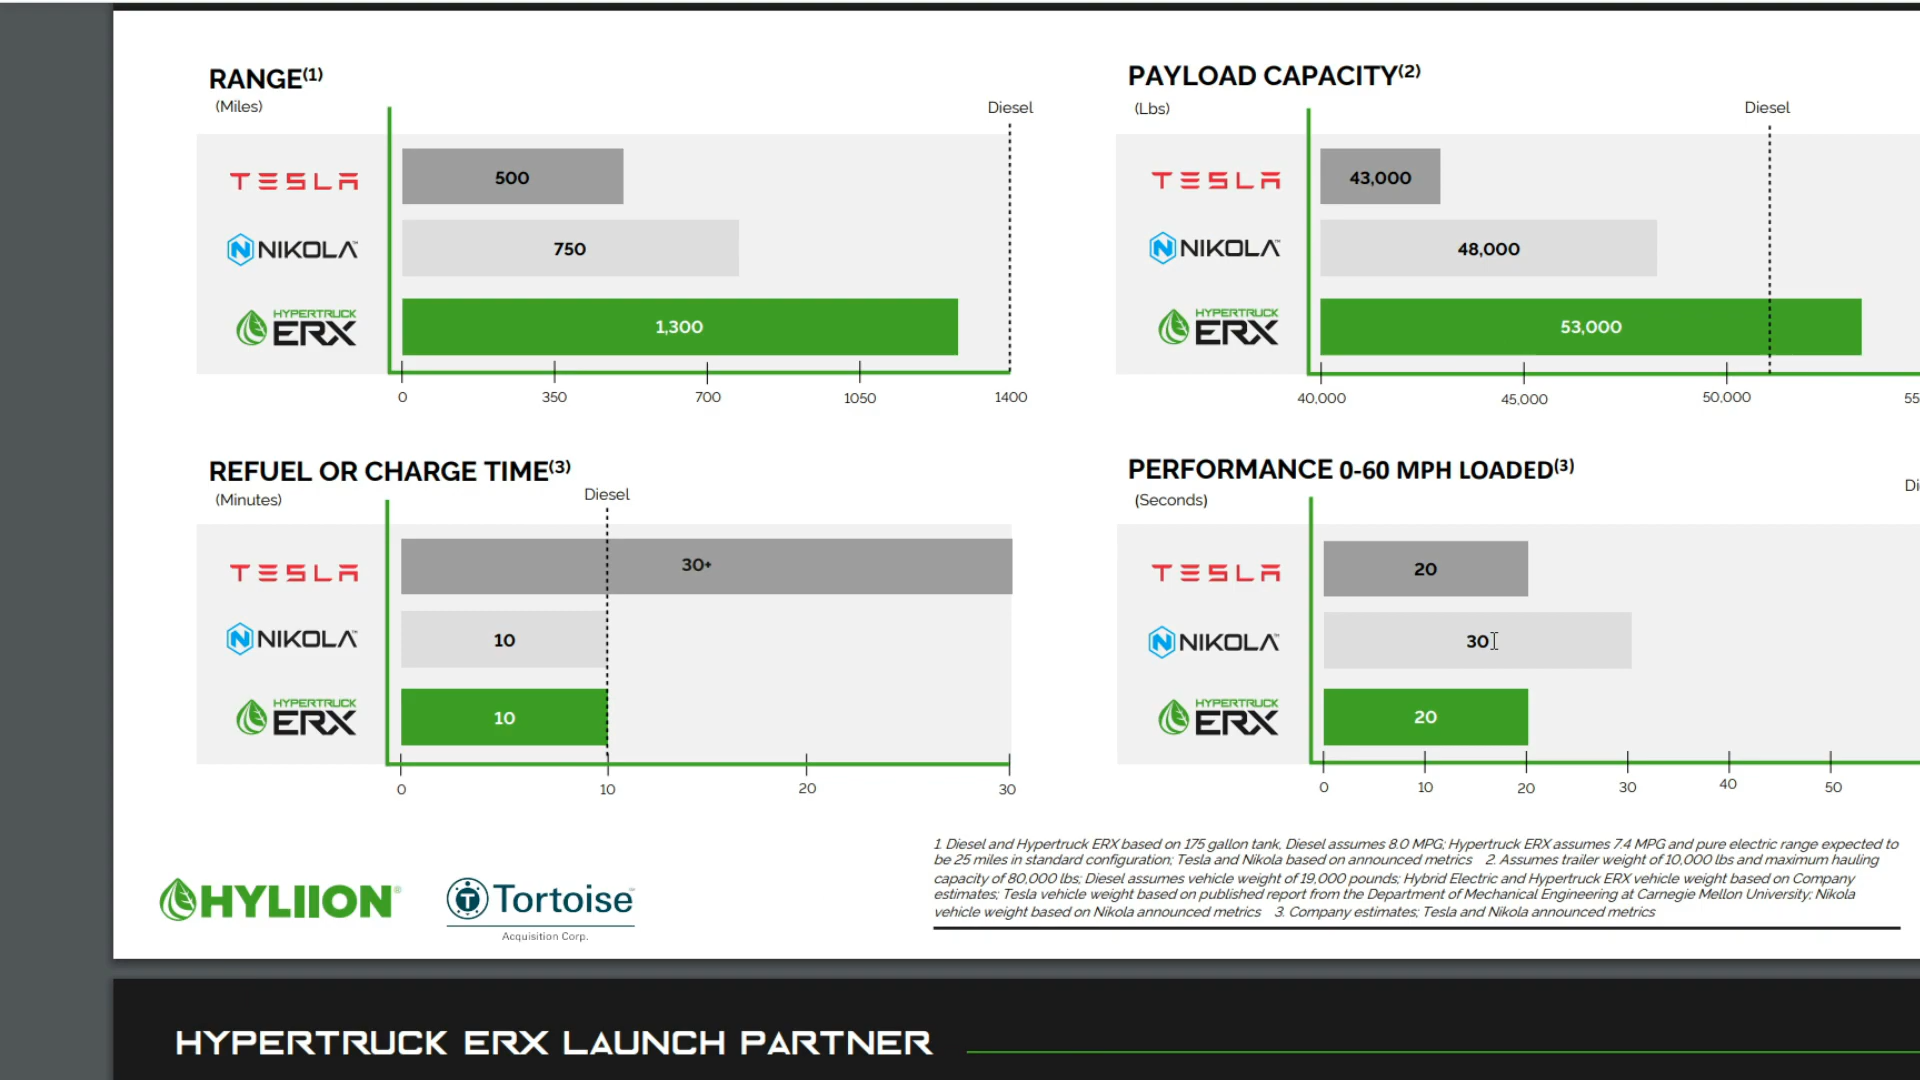 RANGE(1)
(Miles)
Diesel
TESLA
500
NIKOLA™
750
HYPERTRUCK
ERX
1,300
0 350 700 1050 1400
PAYLOAD CAPACITY(2)
(Lbs)
Diesel
TESLA
43,000
NIKOLA™
48,000
HYPERTRUCK
ERX
53,000
40,000 45,000 50,000 55
REFUEL OR CHARGE TIME(3)
(Minutes)
Diesel
TESLA
30+
NIKOLA™
10
HYPERTRUCK
ERX
10
0 10 20 30
PERFORMANCE 0-60 MPH LOADED(3)
(Seconds)
Di
TESLA
20
NIKOLA™
30
HYPERTRUCK
ERX
20
0 10 20 30 40 50
1. Diesel and Hypertruck ERX based on 175 gallon tank, Diesel assumes 8.0 MPG; Hypertruck ERX assumes 7.4 MPG and pure electric range expected to
be 25 miles in standard configuration; Tesla and Nikola based on announced metrics 2. Assumes trailer weight of 10,000 lbs and maximum hauling
capacity of 80,000 lbs; Diesel assumes vehicle weight of 19,000 pounds; Hybrid Electric and Hypertruck ERX vehicle weight based on Company
estimates; Tesla vehicle weight based on published report from the Department of Mechanical Engineering at Carnegie Mellon University; Nikola
vehicle weight based on Nikola announced metrics 3. Company estimates; Tesla and Nikola announced metrics
HYLIION®
Tortoise
Acquisition Corp.
HYPERTRUCK ERX LAUNCH PARTNER